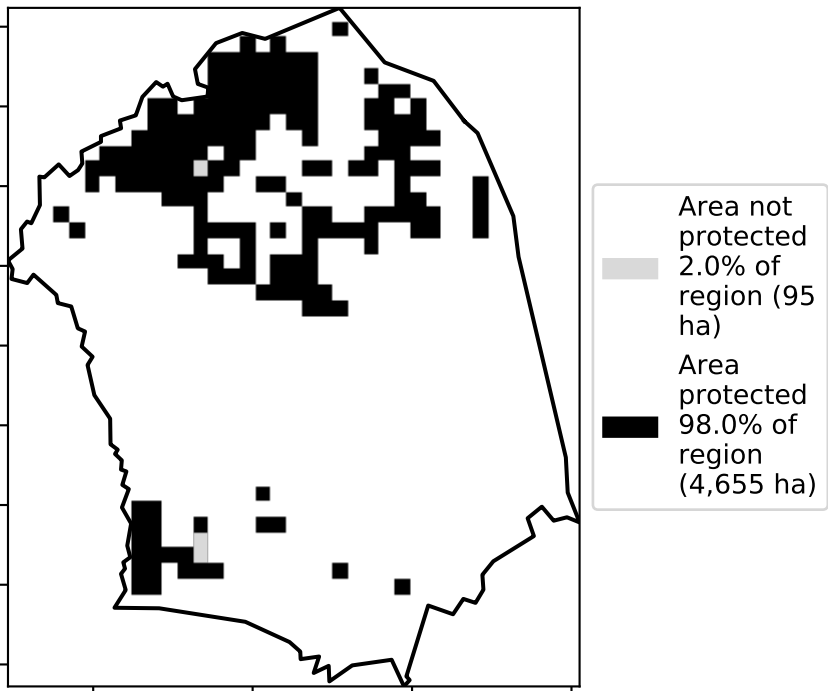 Area not
protected
2.0% of
region (95
ha)
Area
protected
98.0% of
region
(4,655 ha)